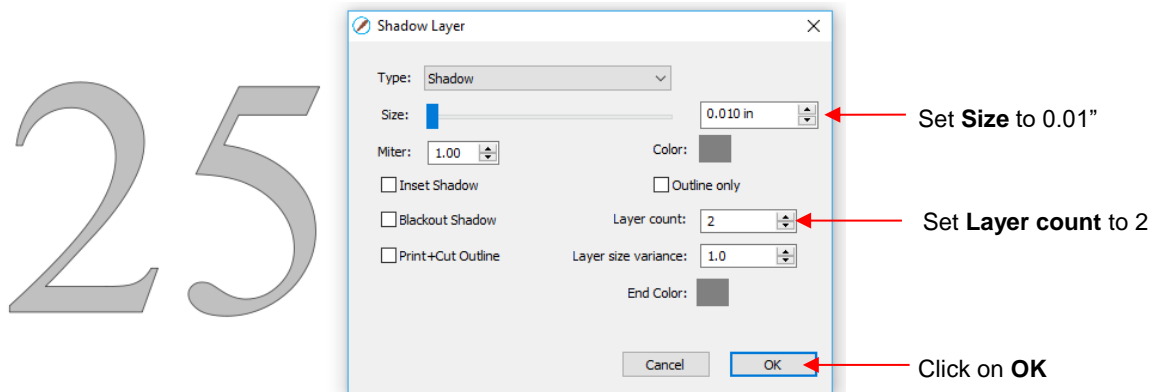 25
Shadow Layer
Type: Shadow
Size: 0.010 in
Set Size to 0.01”
Miter: 1.00 Color:
Inset Shadow Outline only
Blackout Shadow Layer count: 2
Set Layer count to 2
Print+Cut Outline Layer size variance: 1.0
End Color:
Cancel OK
Click on OK